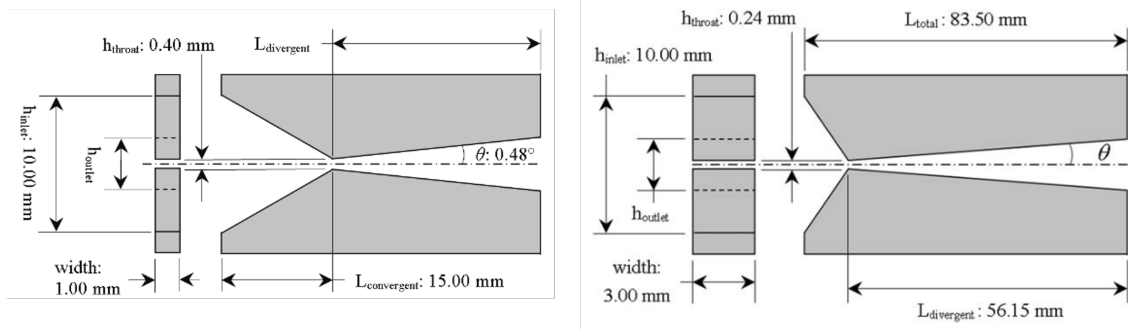 hthroat: 0.40 mm
Ldivergent
hinlet: 10.00 mm
houtlet
θ: 0.48°
width:
1.00 mm
Lconvergent: 15.00 mm
hthroat: 0.24 mm
Ltotal: 83.50 mm
hinlet: 10.00 mm
θ
houtlet
width:
3.00 mm
Ldivergent: 56.15 mm